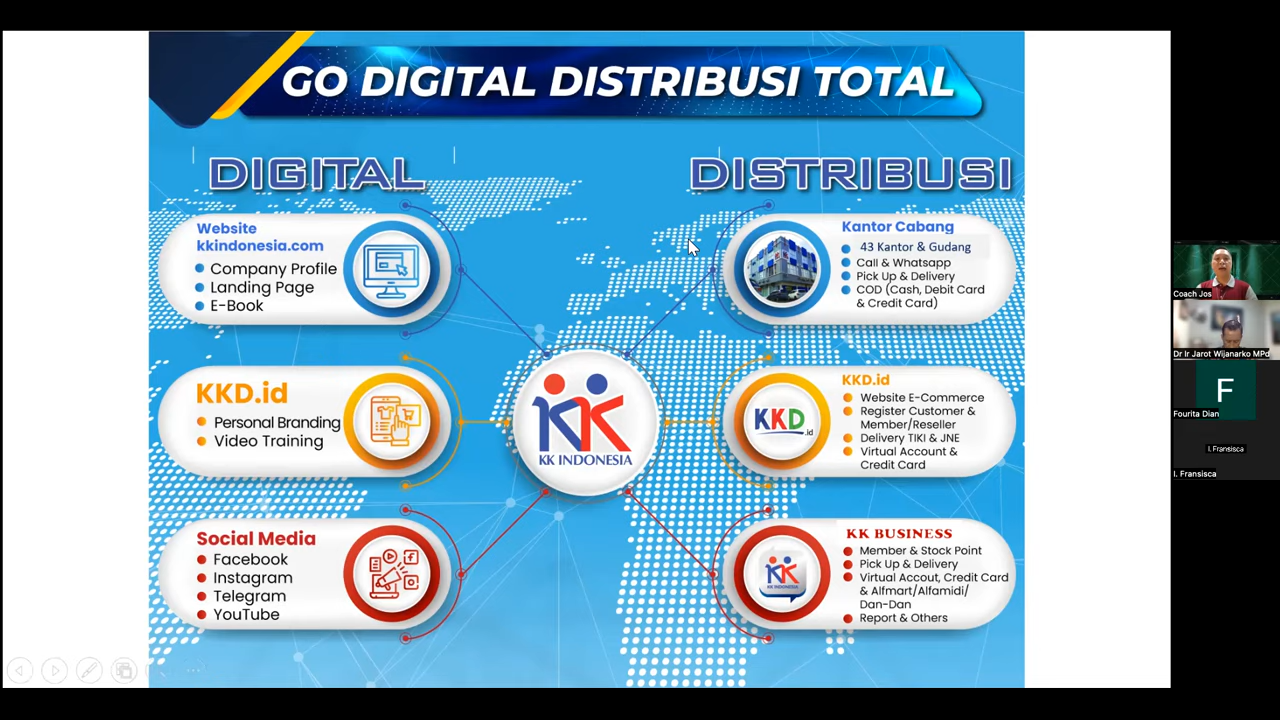 GO DIGITAL DISTRIBUSI TOTAL
DIGITAL
Website
kkindonesia.com
Company Profile
Landing Page
E-Book
KKD.id
Personal Branding
Video Training
Social Media
Facebook
Instagram
Telegram
YouTube
KK INDONESIA
DISTRIBUSI
Kantor Cabang
43 Kantor & Gudang
Call & Whatsapp
Pick Up & Delivery
COD (Cash, Debit Card
& Credit Card)
KKD.id
KKD
.id
Website E-Commerce
Register Customer &
Member/Reseller
Delivery TIKI & JNE
Virtual Account &
Credit Card
KK BUSINESS
KK INDONESIA
Member & Stock Point
Pick Up & Delivery
Virtual Accout, Credit Card
& Alfmart/Alfamidi/
Dan-Dan
Report & Others
Coach Jos
Dr Ir Jarot Wijanarko MPd
F
Fourita Dian
I. Fransisca
I. Fransisca